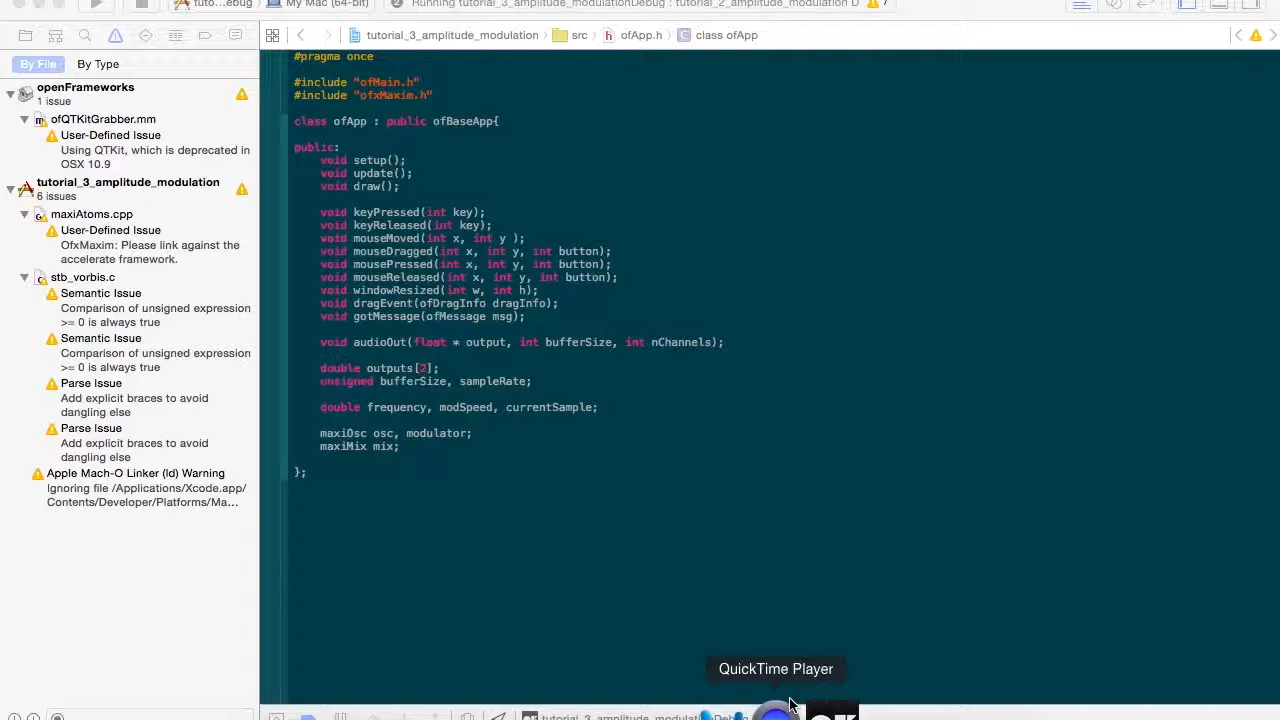 tuto...ebug
My Mac (64-bit)
Running tutorial_3_amplitude_modulationDebug : tutorial_2_amplitude_modulation D
tutorial_3_amplitude_modulation
src
ofApp.h
class ofApp
By File
By Type
openFrameworks
1 issue
ofQTKitGrabber.mm
User-Defined Issue
Using QTKit, which is deprecated in
OSX 10.9
tutorial_3_amplitude_modulation
6 issues
maxiAtoms.cpp
User-Defined Issue
OfxMaxim: Please link against the
accelerate framework.
stb_vorbis.c
Semantic Issue
Comparison of unsigned expression
>= 0 is always true
Semantic Issue
Comparison of unsigned expression
>= 0 is always true
Parse Issue
Add explicit braces to avoid
dangling else
Parse Issue
Add explicit braces to avoid
dangling else
Apple Mach-O Linker (ld) Warning
Ignoring file /Applications/Xcode.app/
Contents/Developer/Platforms/Ma...
#pragma once
#include "ofMain.h"
#include "ofxMaxim.h"
class ofApp : public ofBaseApp{
public:
void setup();
void update();
void draw();
void keyPressed(int key);
void keyReleased(int key);
void mouseMoved(int x, int y );
void mouseDragged(int x, int y, int button);
void mousePressed(int x, int y, int button);
void mouseReleased(int x, int y, int button);
void windowResized(int w, int h);
void dragEvent(ofDragInfo dragInfo);
void gotMessage(ofMessage msg);
void audioOut(float * output, int bufferSize, int nChannels);
double outputs[2];
unsigned bufferSize, sampleRate;
double frequency, modSpeed, currentSample;
maxiOsc osc, modulator;
maxiMix mix;
};
QuickTime Player